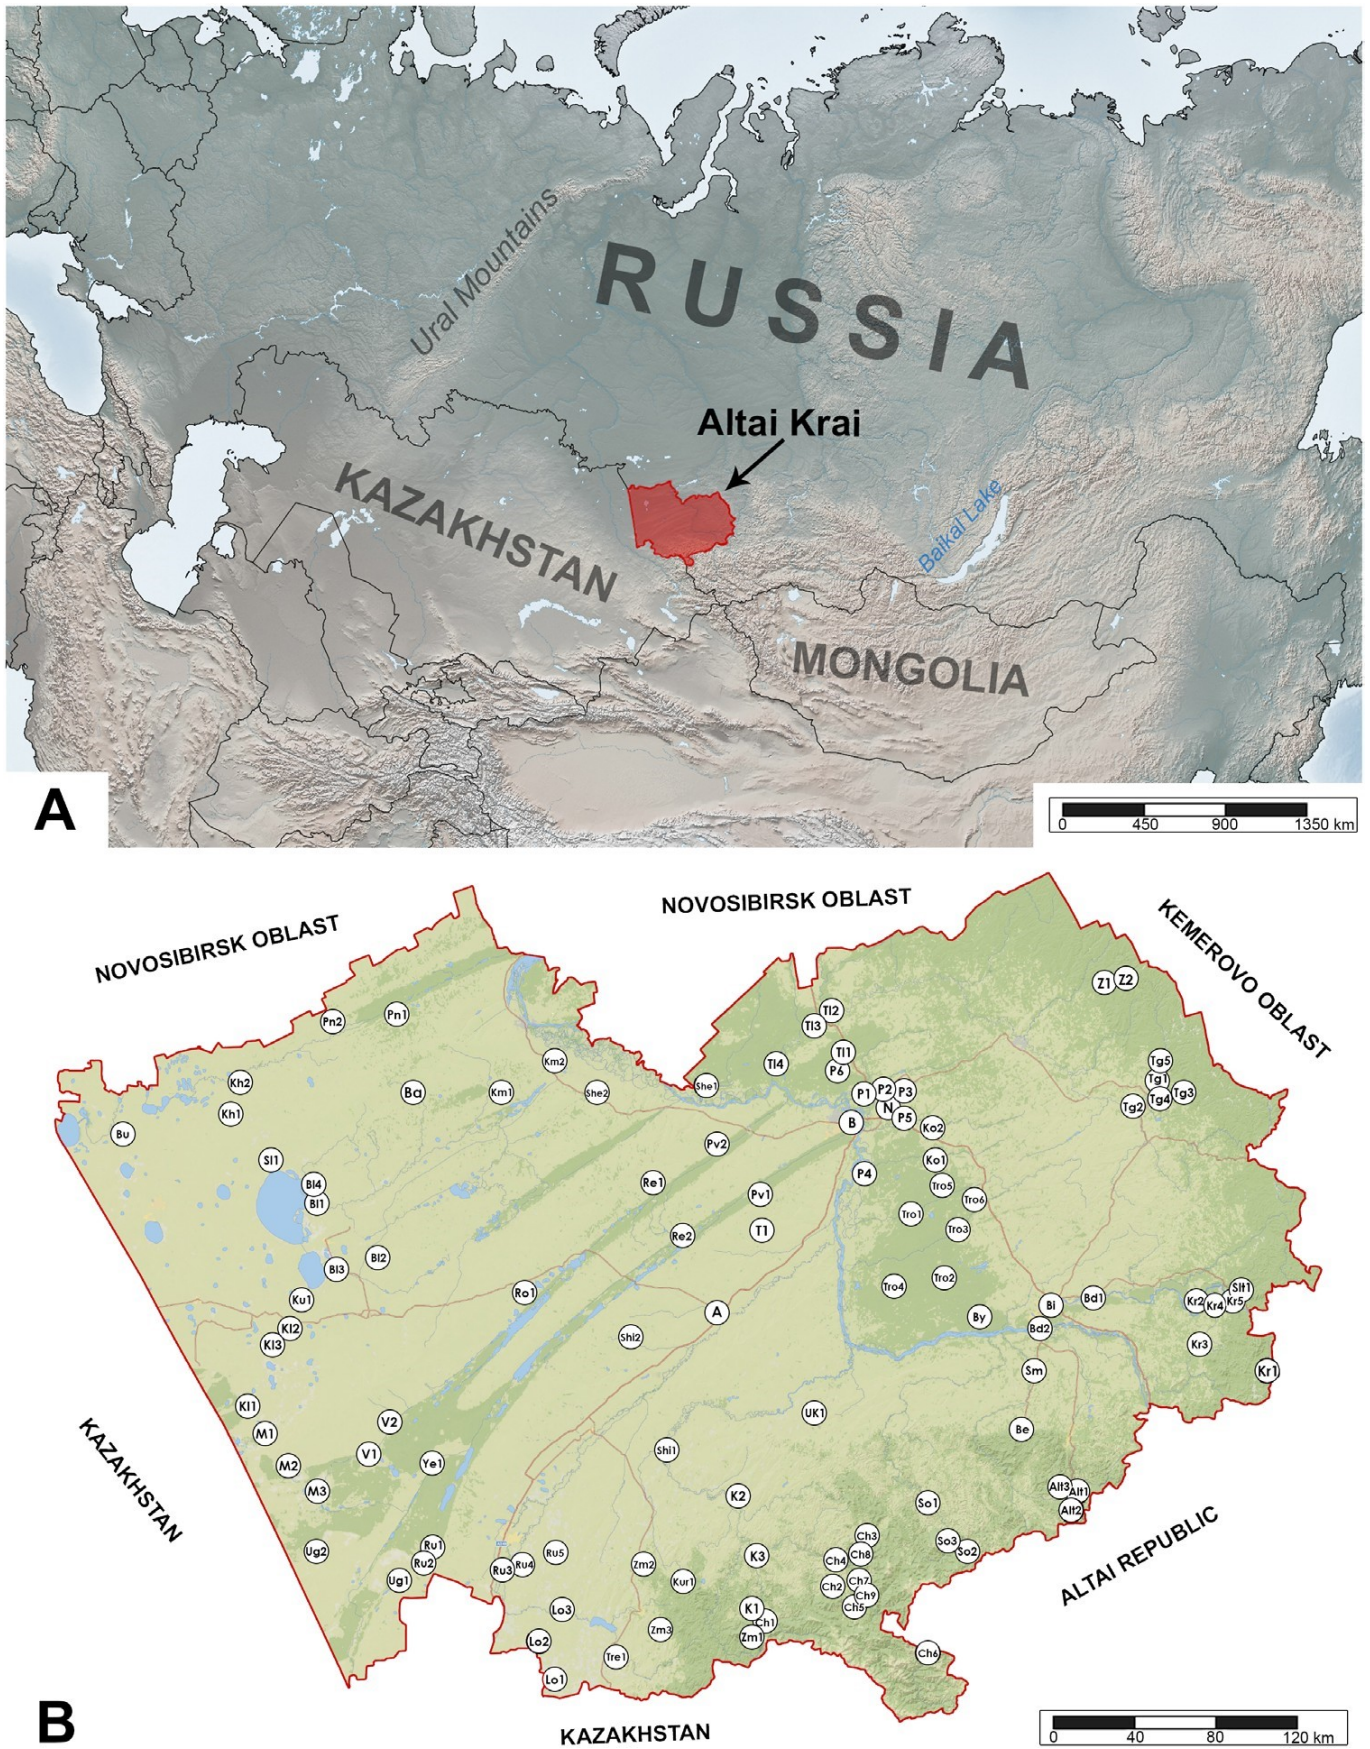 Ural Mountains
RUSSIA
Altai Krai
KAZAKHSTAN
Baikal Lake
MONGOLIA
A
0 450 900 1350 km
NOVOSIBIRSK OBLAST
NOVOSIBIRSK OBLAST
KEMEROVO OBLAST
Z1 Z2
Pn2 Pn1
Tl2
Tl3
Tl1
Tl4
P6
Km2
Tg5
Tg1
Tg3
Tg4
Tg2
Kh2
Kh1
Ba
Km1
She2
She1
P1 P2 P3
N
P5
B
Ko2
Bu
Pv2
Ko1
Sl1
P4
Bl4
Bl1
Re1
Pv1
Tro5
Tro6
Tro1
Tro3
T1
Re2
Bl2
Bl3
Tro2
Tro4
Ro1
Ku1
Slt1
Kr2 Kr4 Kr5
Bd1
Bi
A
By
Bd2
Kl2
Kl3
Shi2
Kr3
Sm
Kr1
Kl1
UK1
V2
M1
Be
Shi1
V1
Ye1
M2
M3
Alt3 Alt1
Alt2
K2
So1
Ch3
Ru1
So3
So2
Ug2
Ru5
K3
Ch8
Ch4
Ru2
Ru3 Ru4
Zm2
Ug1
Kur1
Ch7
Ch2
Ch9
Ch5
Lo3
K1
Ch1
Zm3
Zm1
Lo2
Ch6
Tre1
Lo1
KAZAKHSTAN
ALTAI REPUBLIC
KAZAKHSTAN
B
0 40 80 120 km